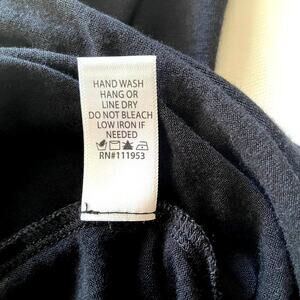 HAND WASH
HANG OR
LINE DRY
DO NOT BLEACH
LOW IRON IF
NEEDED
RN#111953